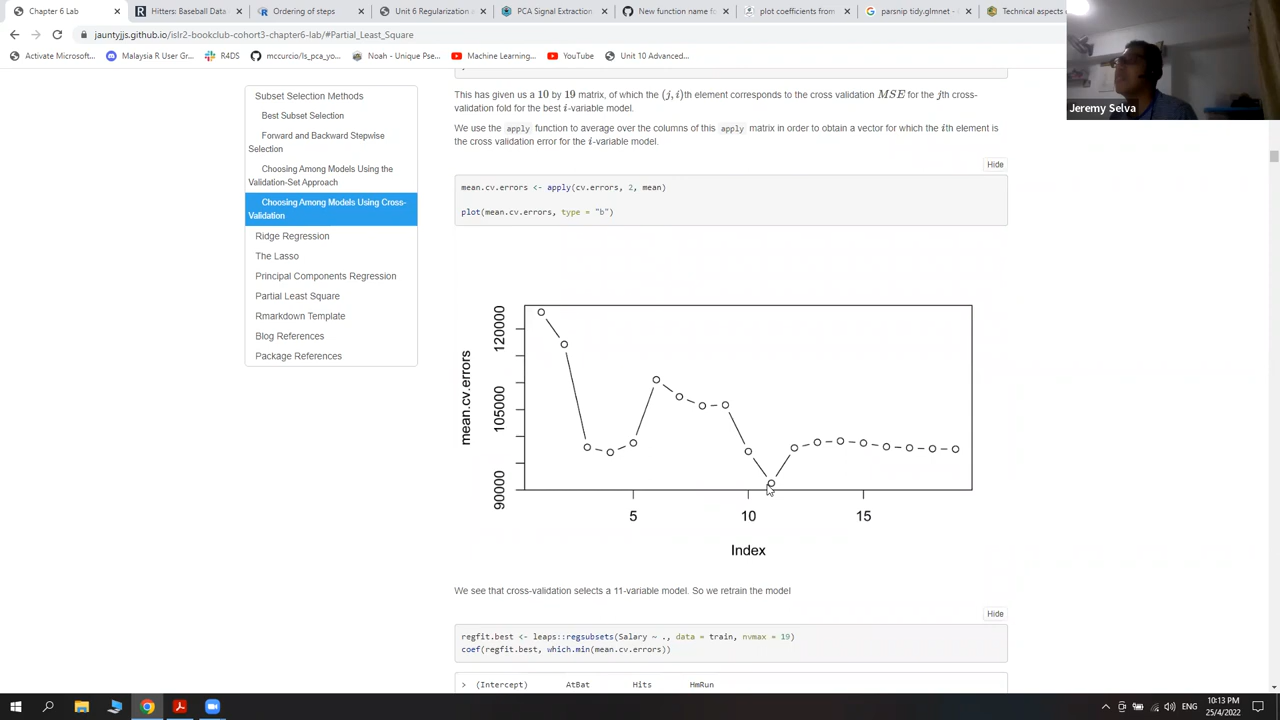 Chapter 6 Lab
Hitters: Baseball Data
Subset Ordering of steps
Unit 6 Regularization
PCA Signal Extraction
New function name fo
plot coefficients from
parsnip tidy.glmnet -
Technical aspects
jauntyjjs.github.io/islr2-bookclub-cohort3-chapter6-lab/#Partial_Least_Square
Activate Microsoft...
Malaysia R User Gr...
R4DS
mccurcio/ls_pca_yo...
Noah - Unique Pse...
Machine Learning...
YouTube
Unit 10 Advanced...
Jeremy Selva
Subset Selection Methods
Best Subset Selection
Forward and Backward Stepwise
Selection
Choosing Among Models Using the
Validation-Set Approach
Choosing Among Models Using Cross-
Validation
Ridge Regression
The Lasso
Principal Components Regression
Partial Least Square
Rmarkdown Template
Blog References
Package References
This has given us a 10 by 19 matrix, of which the (j, i)th element corresponds to the cross validation MSE for the jth cross-
validation fold for the best i-variable model.
We use the apply function to average over the columns of this apply matrix in order to obtain a vector for which the ith element is
the cross validation error for the i-variable model.
Hide
mean.cv.errors <- apply(cv.errors, 2, mean)
plot(mean.cv.errors, type = "b")
mean.cv.errors
120000
105000
90000
5
10
15
Index
We see that cross-validation selects a 11-variable model. So we retrain the model
Hide
regfit.best <- leaps::regsubsets(Salary ~ ., data = train, nvmax = 19)
coef(regfit.best, which.min(mean.cv.errors))
> (Intercept) AtBat Hits HmRun
ENG
10:13 PM
25/4/2022